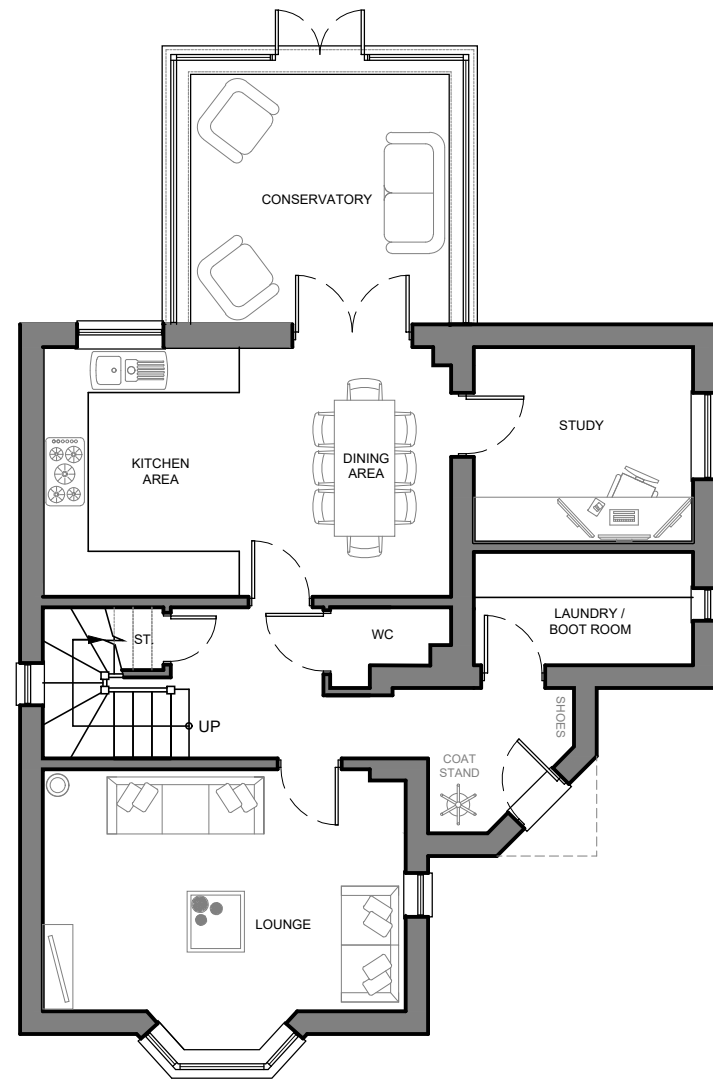 CONSERVATORY
STUDY
KITCHEN
AREA
DINING
AREA
ST.
WC
LAUNDRY /
BOOT ROOM
UP
SHOES
COAT
STAND
LOUNGE